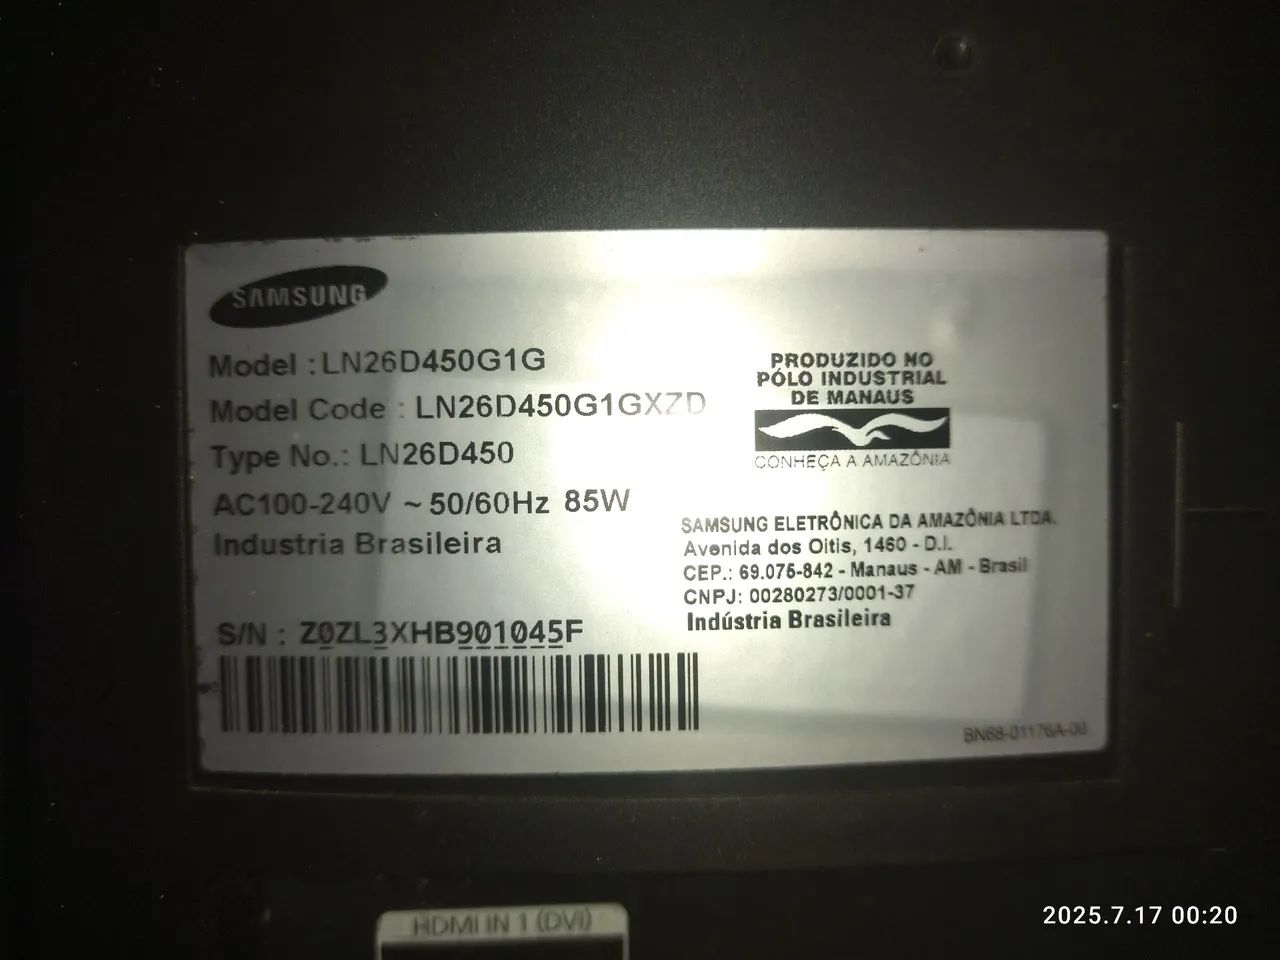 SAMSUNG
Model : LN26D450G1G
Model Code : LN26D450G1GXZD
Type No.: LN26D450
AC100-240V ~ 50/60Hz 85W
Industria Brasileira
S/N : Z0ZL3XHB901045F
PRODUZIDO NO
PÓLO INDUSTRIAL
DE MANAUS
CONHEÇA A AMAZÔNIA
SAMSUNG ELETRÔNICA DA AMAZÔNIA LTDA.
Avenida dos Oitis, 1460 - D.I.
CEP.: 69.075-842 - Manaus - AM - Brasil
CNPJ: 00280273/0001-37
Indústria Brasileira
BN68-01176A-00
HDMI IN 1 (DVI)
2025.7.17 00:20